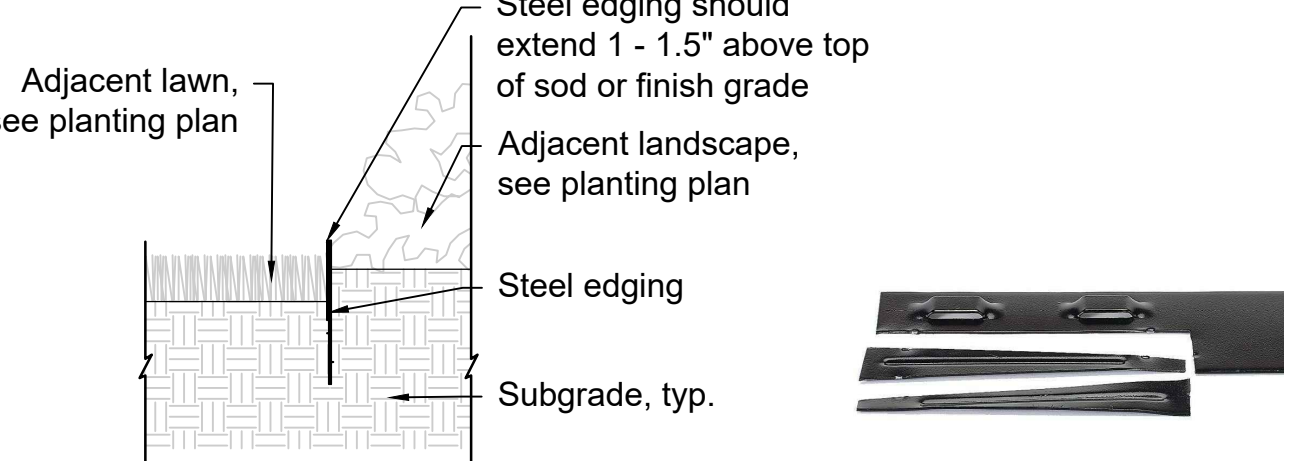 Steel edging should
extend 1 - 1.5" above top
of sod or finish grade
Adjacent lawn,
see planting plan
Adjacent landscape,
see planting plan
Steel edging
Subgrade, typ.